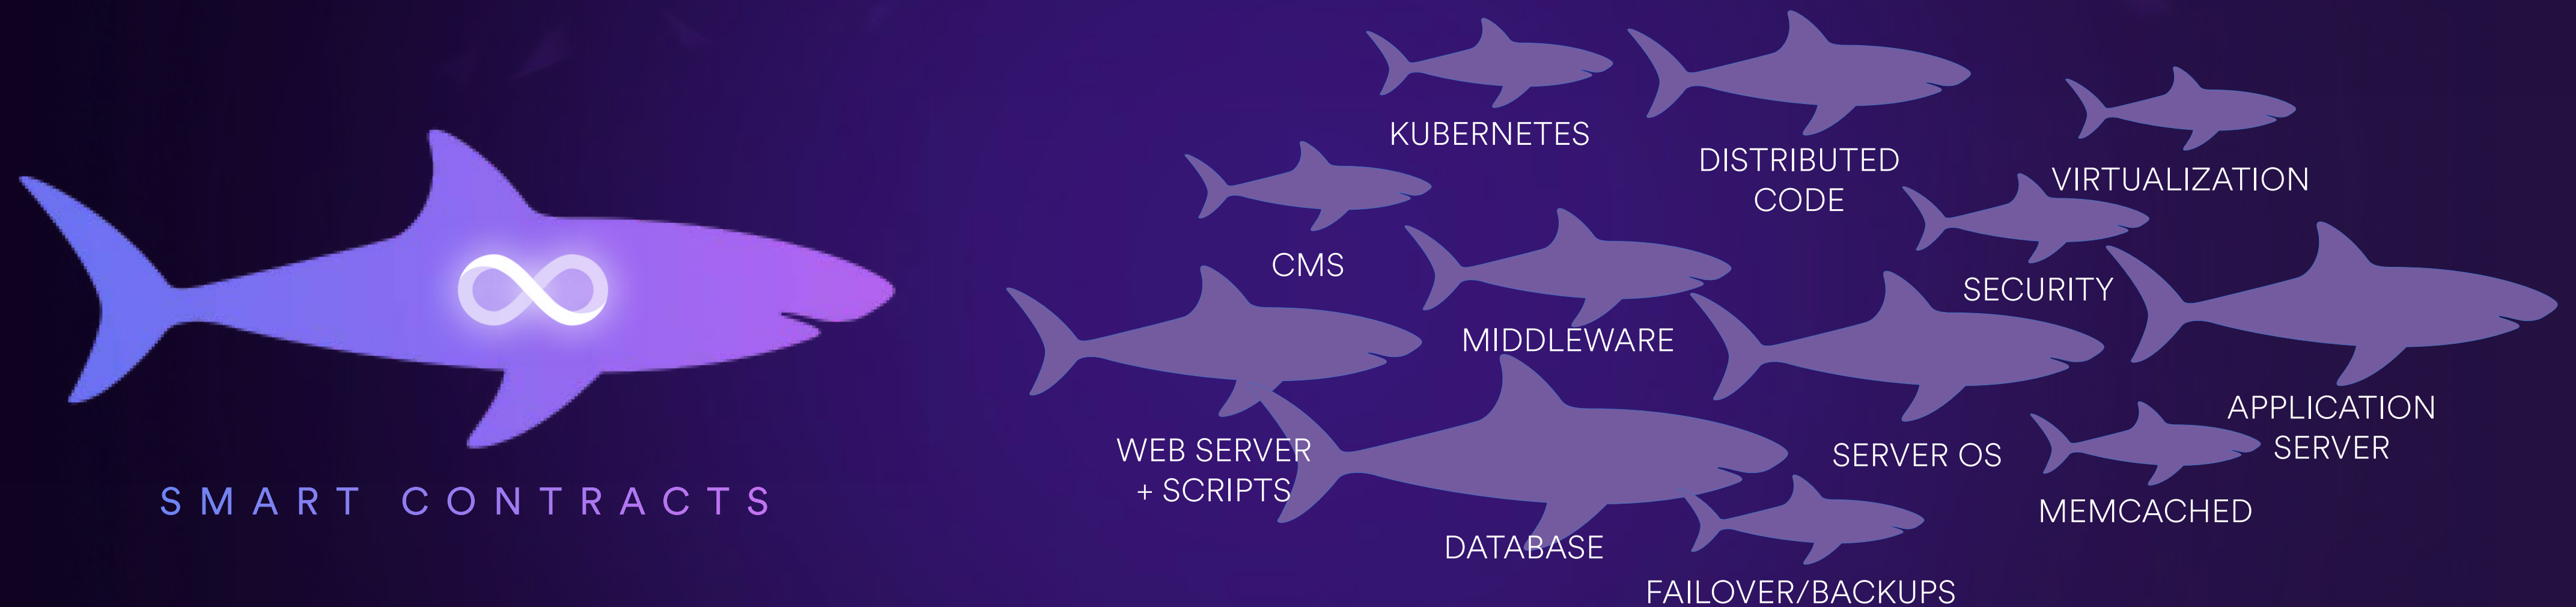 SMART CONTRACTS
KUBERNETES
DISTRIBUTED
CODE
VIRTUALIZATION
CMS
SECURITY
MIDDLEWARE
WEB SERVER
+ SCRIPTS
SERVER OS
APPLICATION
SERVER
MEMCACHED
DATABASE
FAILOVER/BACKUPS